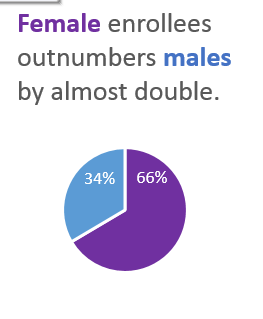 Female enrollees
outnumbers males
by almost double.
34% 66%